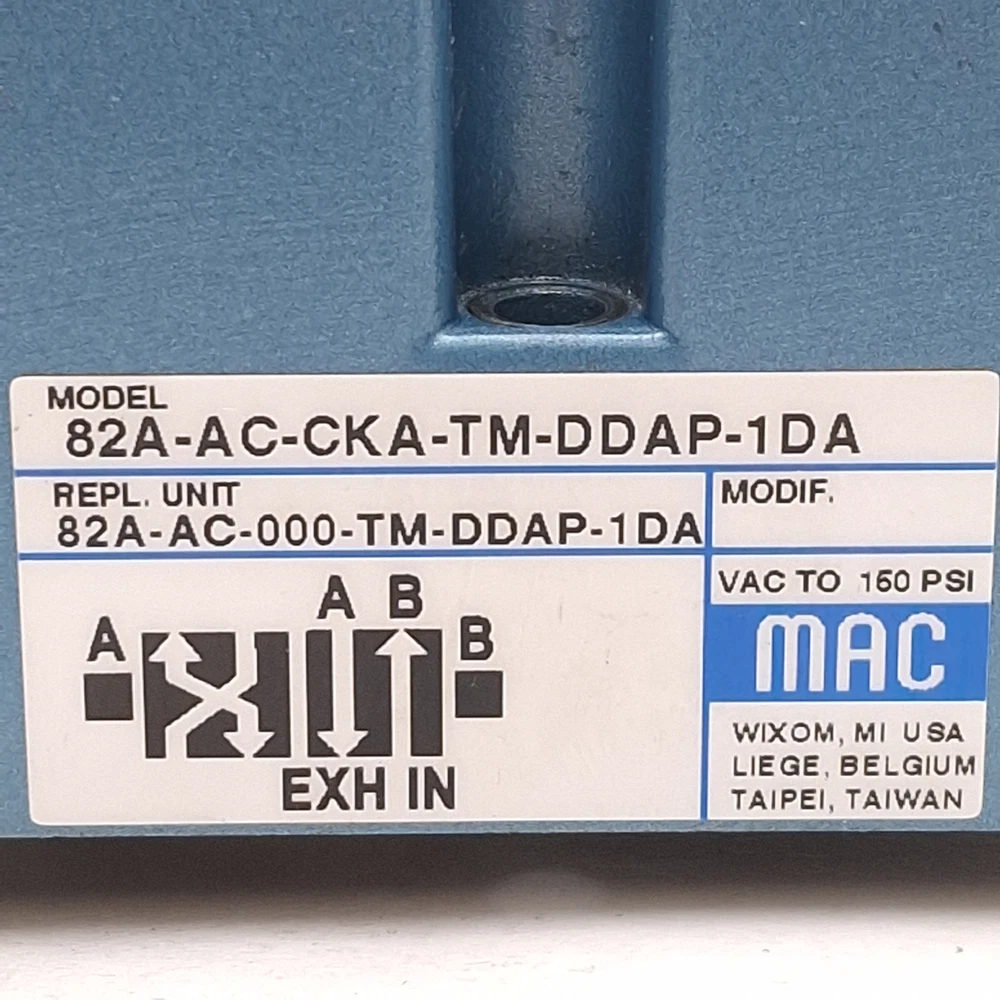 MODEL
82A-AC-CKA-TM-DDAP-1DA
REPL. UNIT
82A-AC-000-TM-DDAP-1DA
MODIF.
VAC TO 150 PSI
MAC
WIXOM, MI USA
LIEGE, BELGIUM
TAIPEI, TAIWAN
A B
A
B
EXH IN